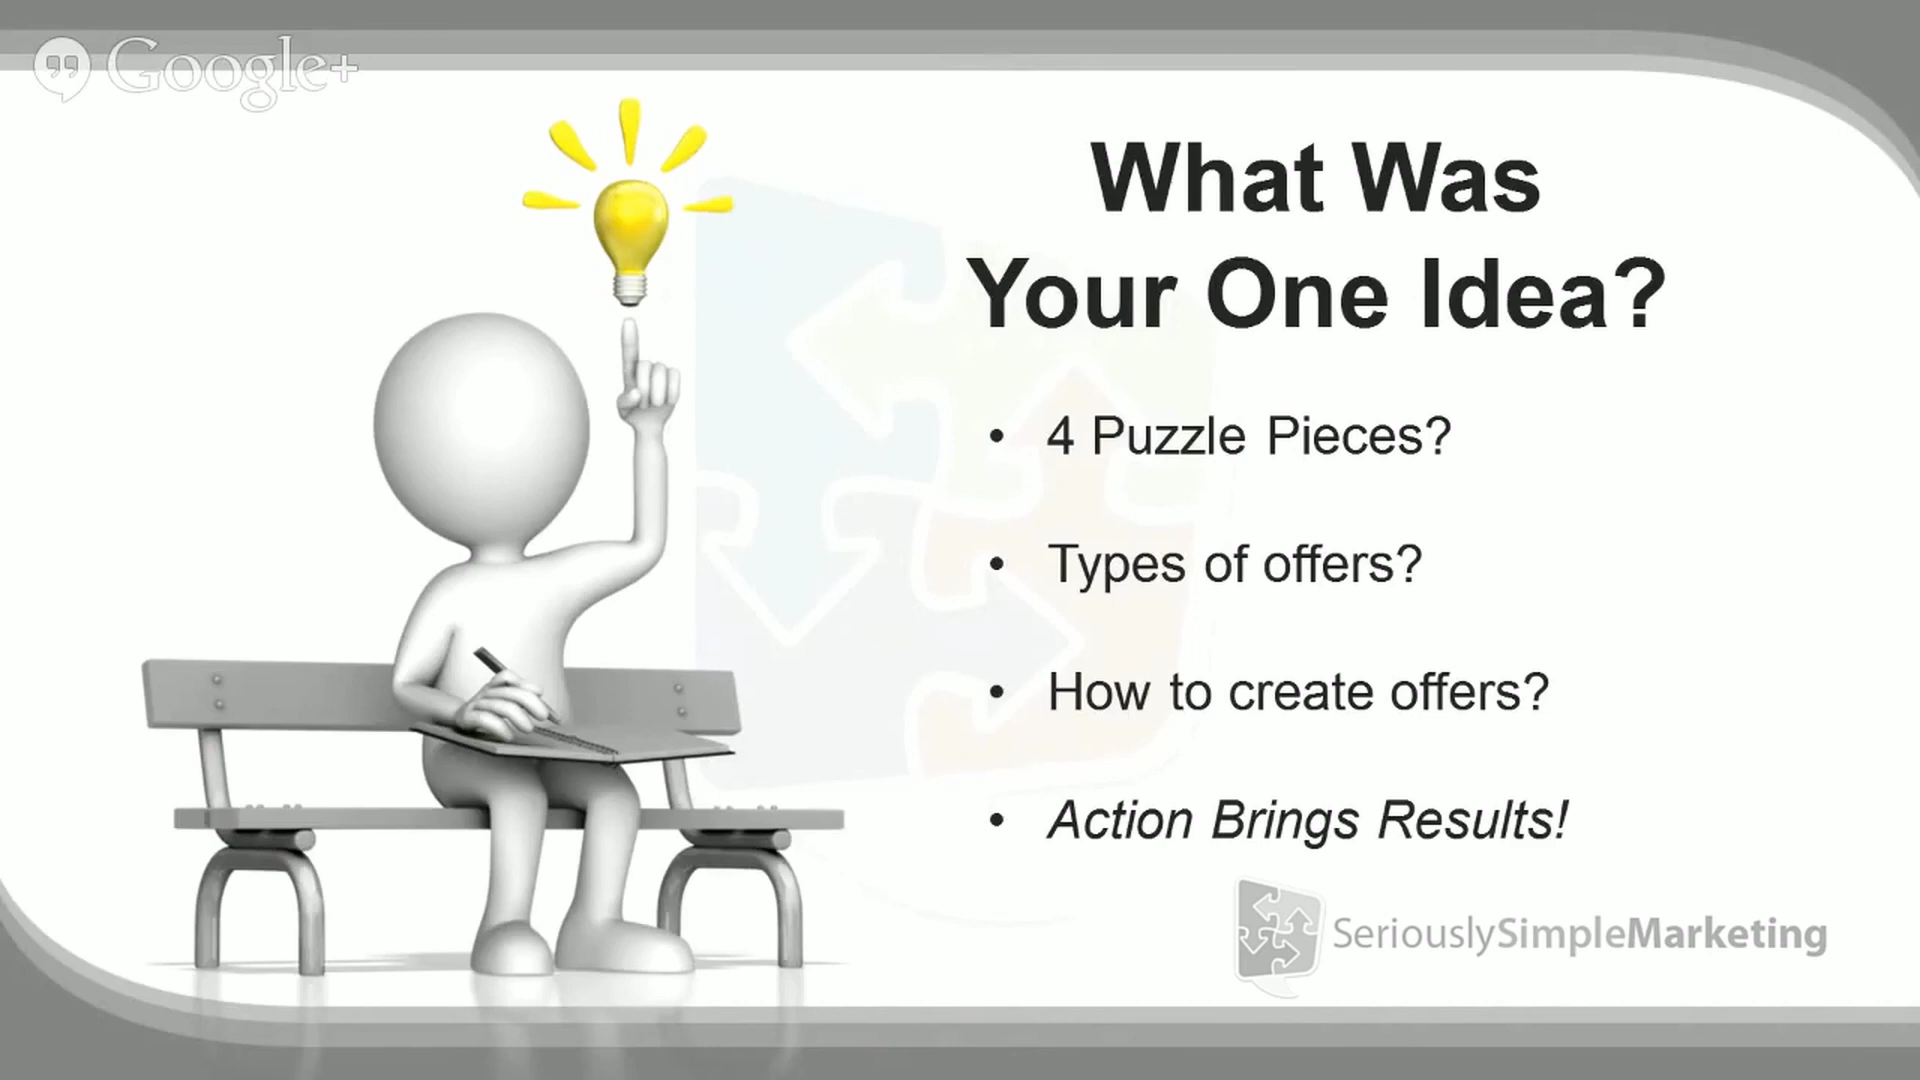 Google+
What Was
Your One Idea?
• 4 Puzzle Pieces?
• Types of offers?
• How to create offers?
• Action Brings Results!
SeriouslySimpleMarketing